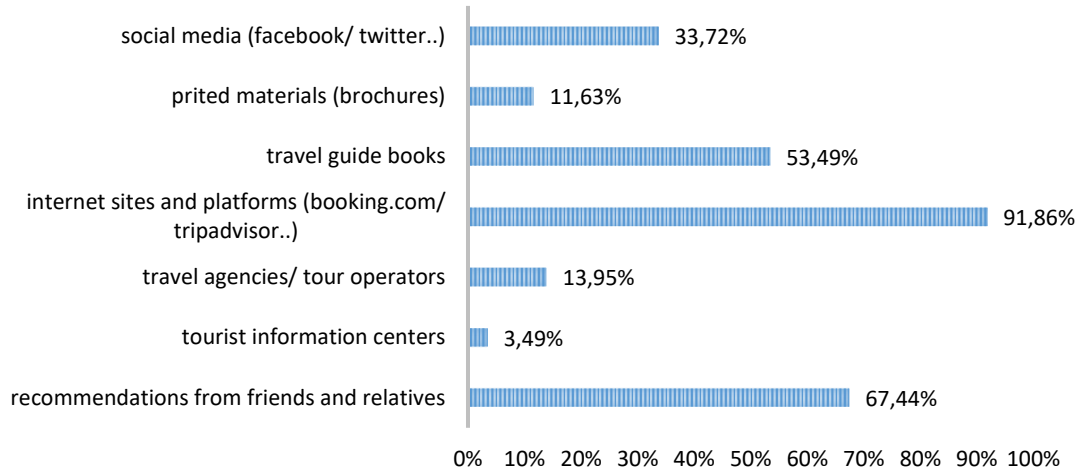 social media (facebook/ twitter..)
33,72%
prited materials (brochures)
11,63%
travel guide books
53,49%
internet sites and platforms (booking.com/
tripadvisor..)
91,86%
travel agencies/ tour operators
13,95%
tourist information centers
3,49%
recommendations from friends and relatives
67,44%
0% 10% 20% 30% 40% 50% 60% 70% 80% 90% 100%